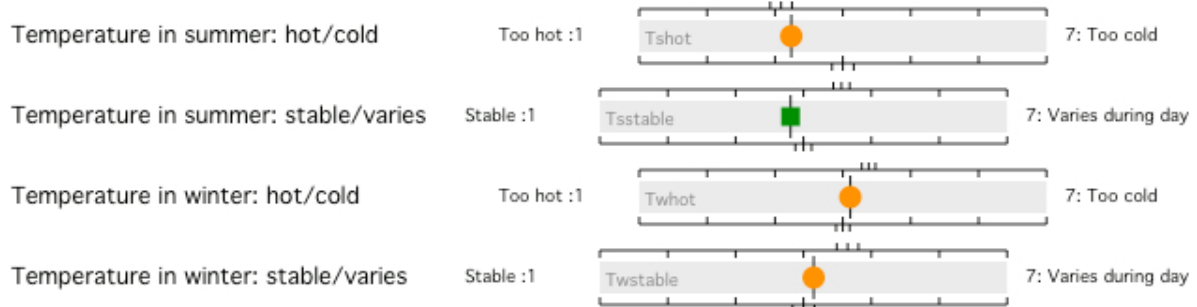 Temperature in summer: hot/cold Too hot :1 Tshot 7: Too cold
Temperature in summer: stable/varies Stable :1 Tsstable 7: Varies during day
Temperature in winter: hot/cold Too hot :1 Twhot 7: Too cold
Temperature in winter: stable/varies Stable :1 Twstable 7: Varies during day